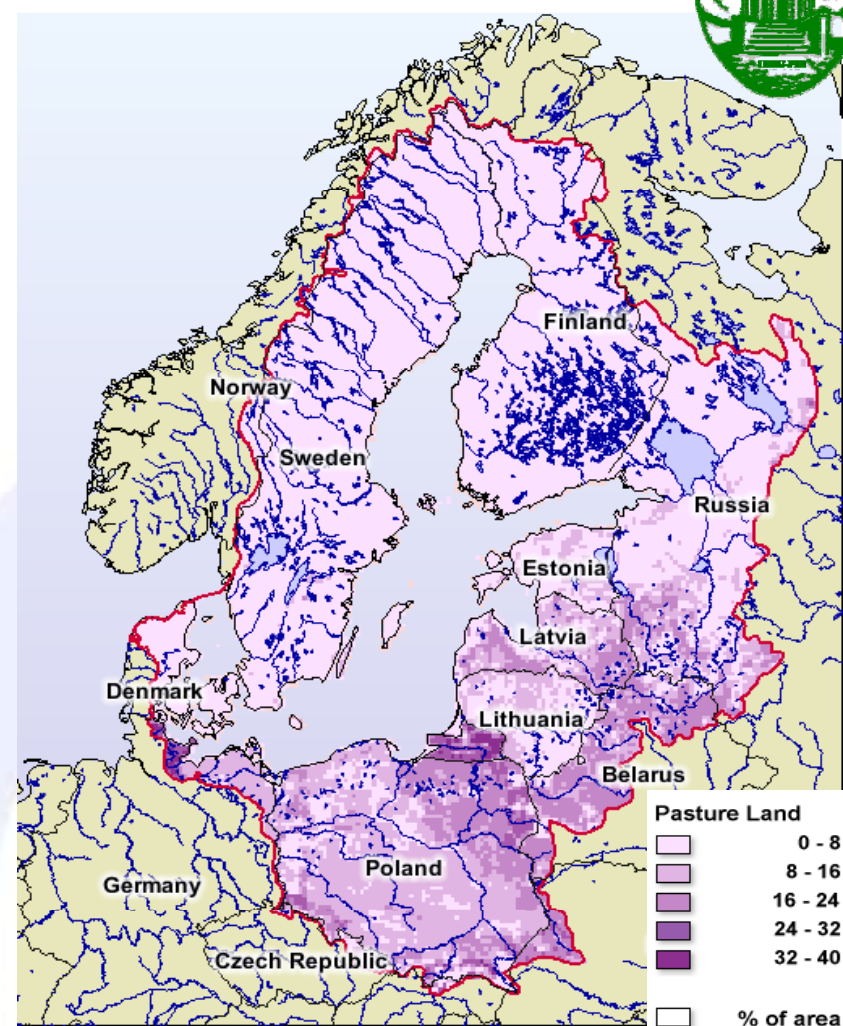 Finland
Norway
Sweden
Russia
Estonia
Latvia
Denmark
Lithuania
Belarus
Poland
Germany
Czech Republic
Pasture Land
0 - 8
8 - 16
16 - 24
24 - 32
32 - 40
% of area